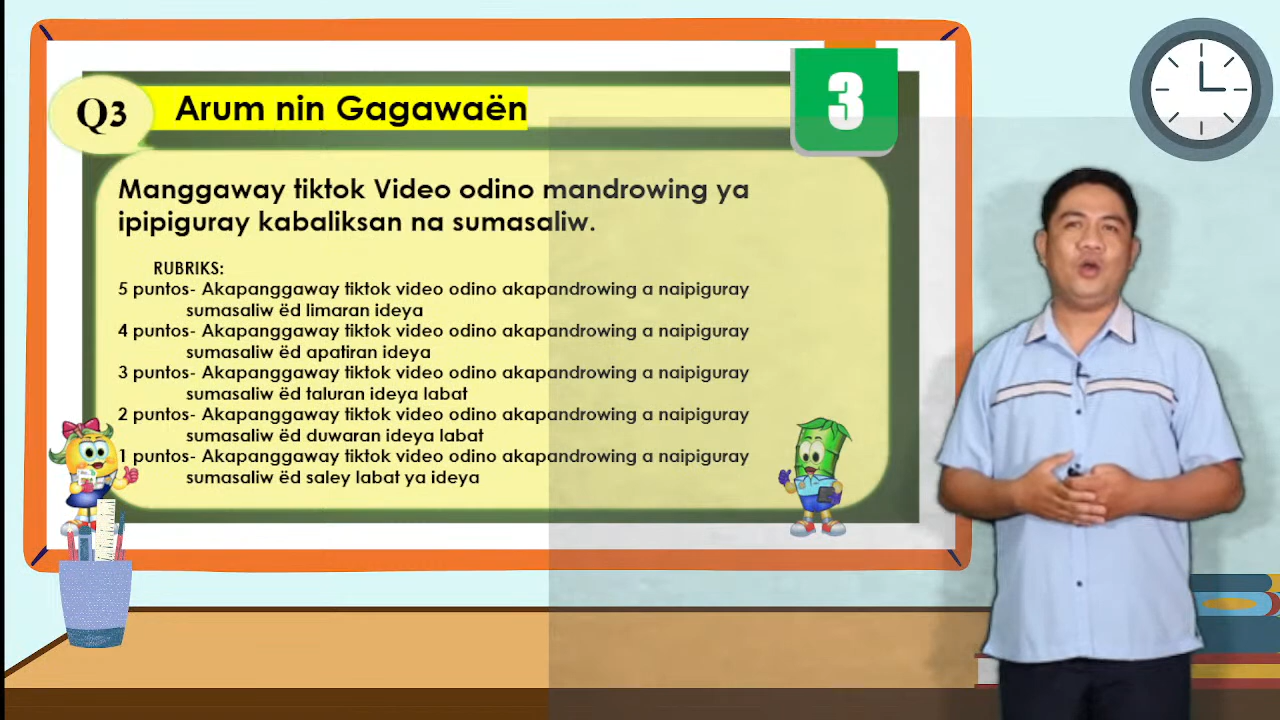 Q3
Arum nin Gagawaën
3
Manggaway tiktok Video odino mandrowing ya
ipipiguray kabaliksan na sumasaliw.
RUBRIKS:
5 puntos- Akapanggaway tiktok video odino akapandrowing a naipiguray
sumasaliw ëd limaran ideya
4 puntos- Akapanggaway tiktok video odino akapandrowing a naipiguray
sumasaliw ëd apatiran ideya
3 puntos- Akapanggaway tiktok video odino akapandrowing a naipiguray
sumasaliw ëd taluran ideya labat
2 puntos- Akapanggaway tiktok video odino akapandrowing a naipiguray
sumasaliw ëd duwaran ideya labat
1 puntos- Akapanggaway tiktok video odino akapandrowing a naipiguray
sumasaliw ëd saley labat ya ideya